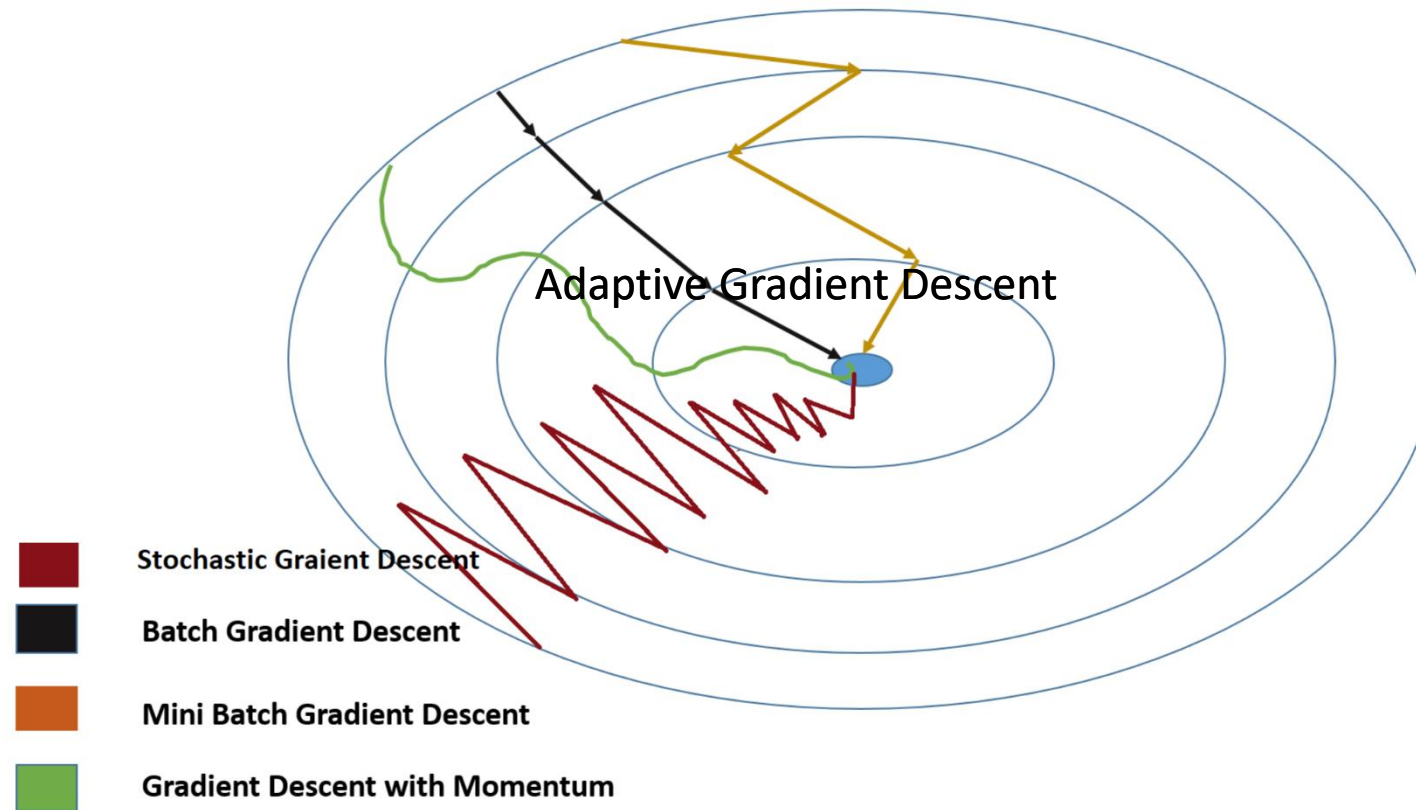 Adaptive Gradient Descent
Stochastic Graient Descent
Batch Gradient Descent
Mini Batch Gradient Descent
Gradient Descent with Momentum